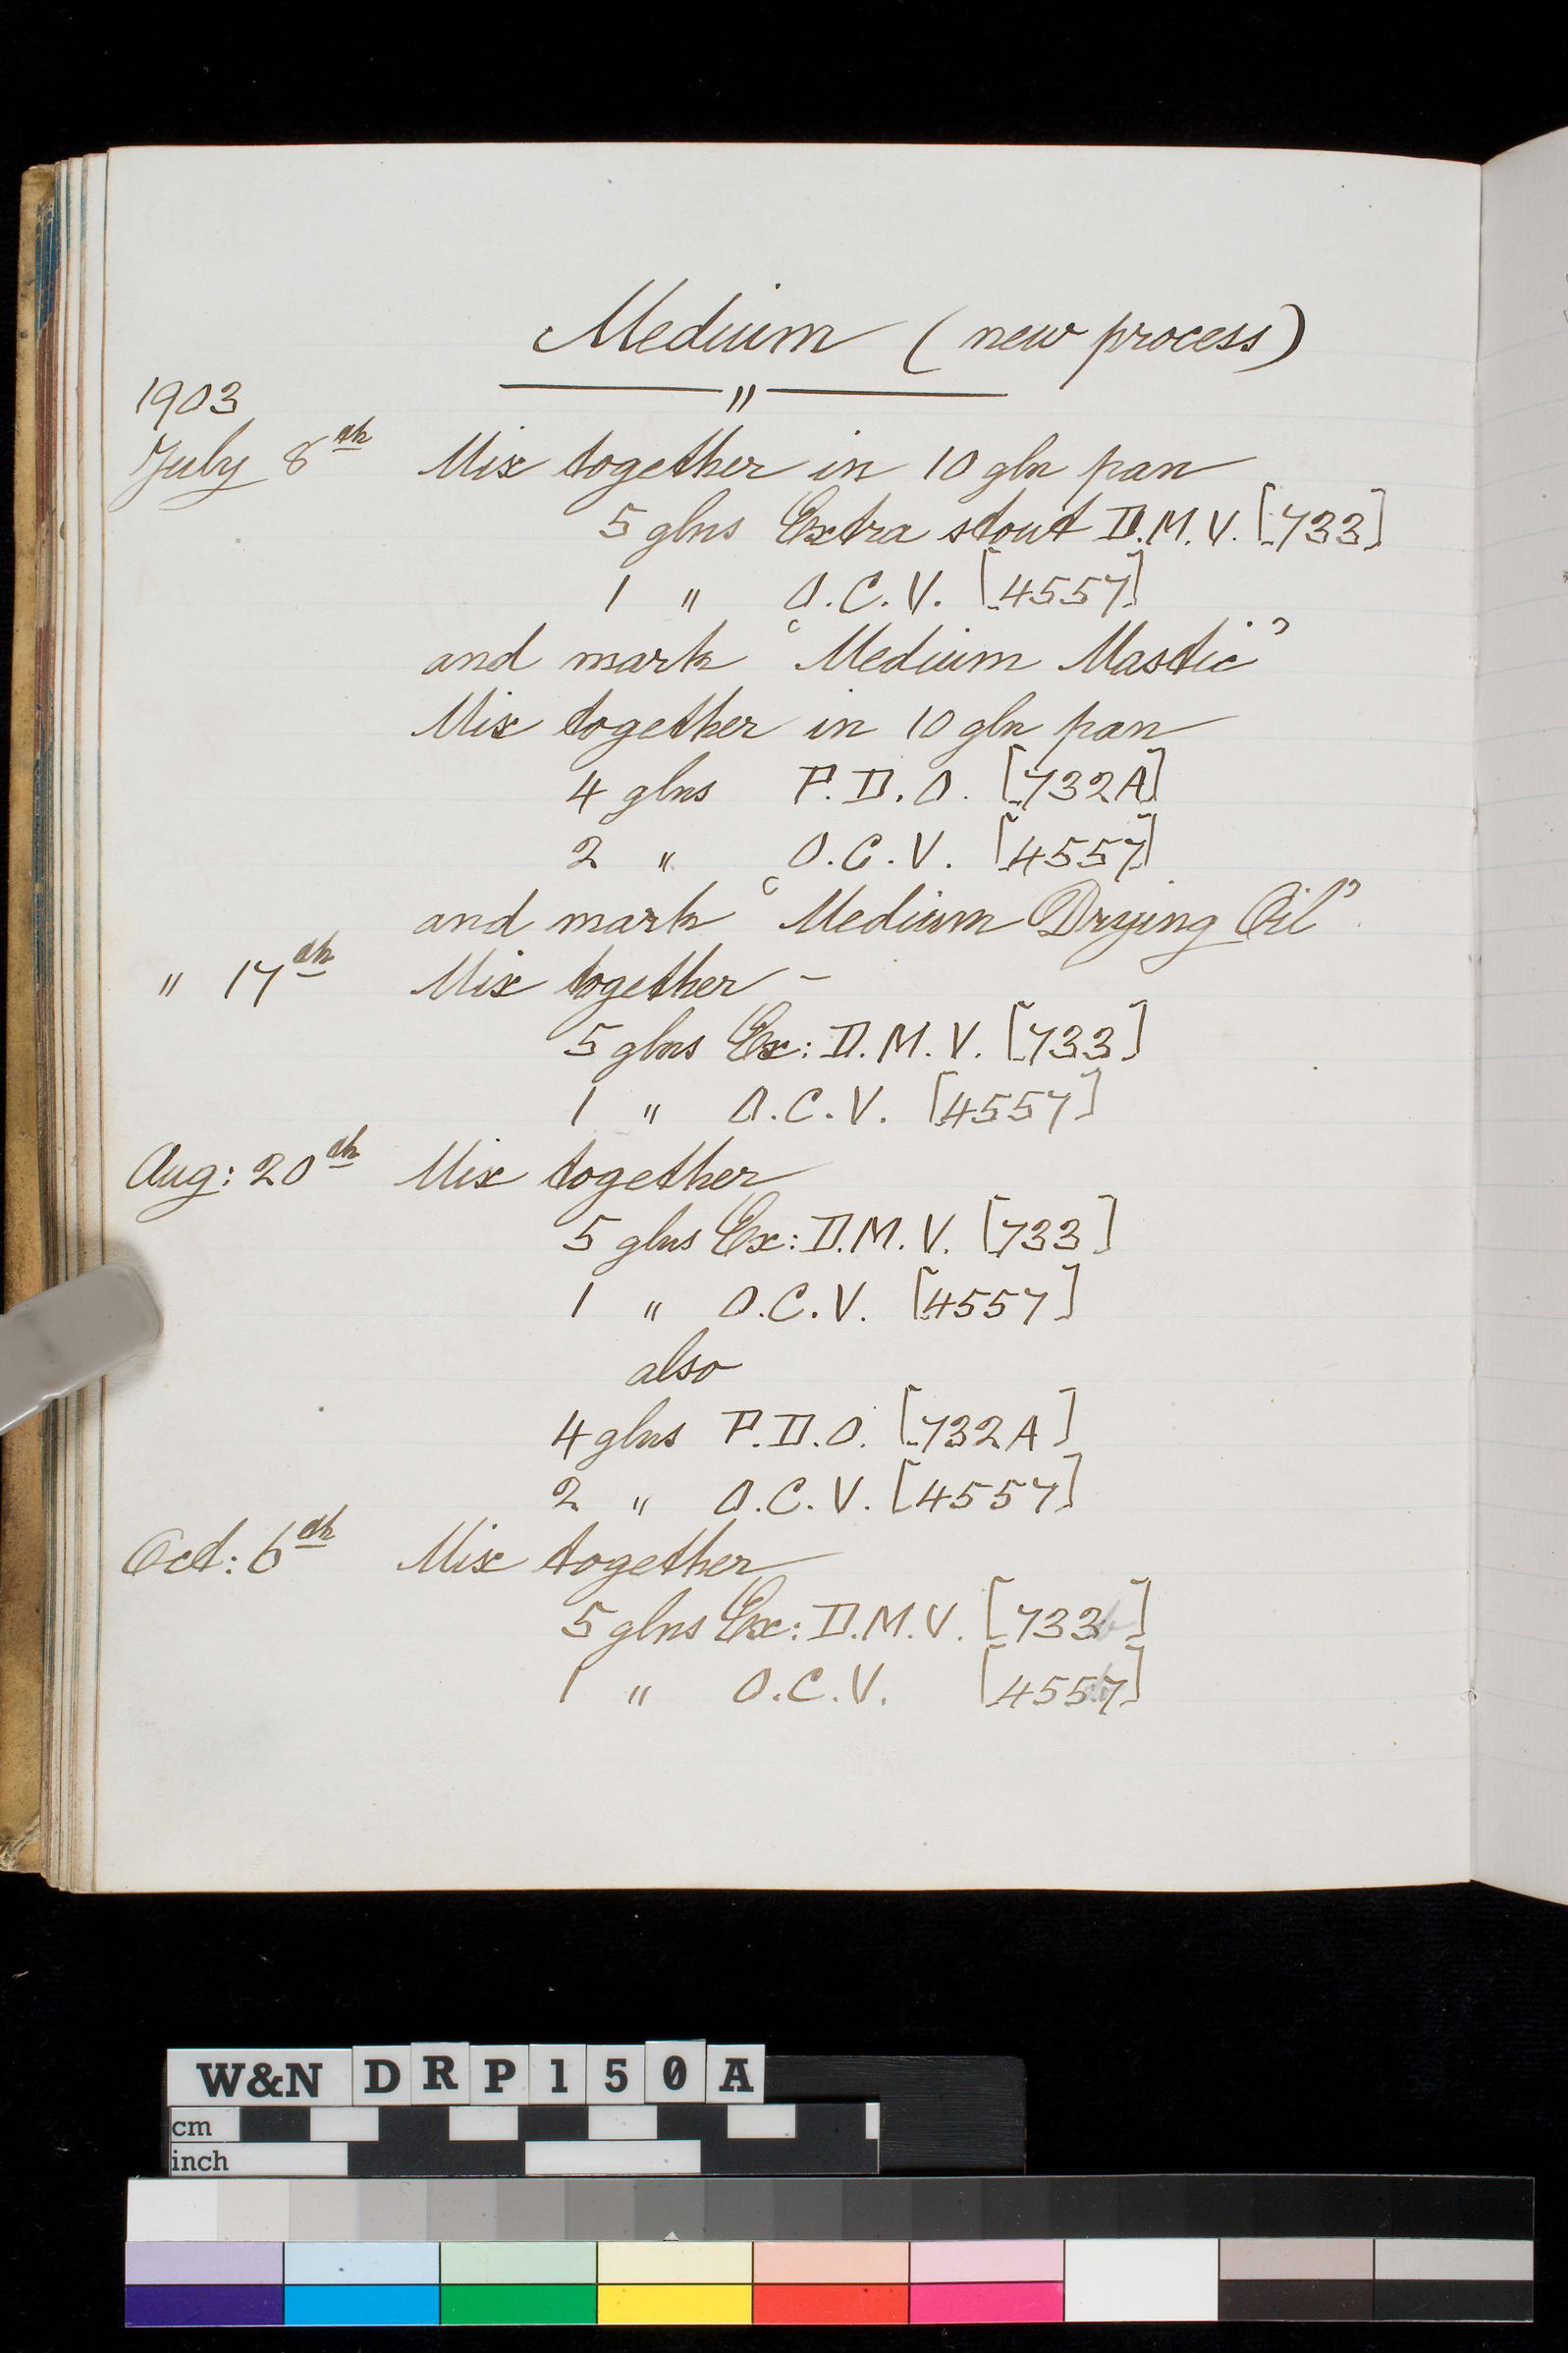 Medium (new process)
"
1903
July 8th Mix together in 10 gln pan
5 glns Extra stout D.M.V. [733]
1 " O.C.V. [4557]
and mark "Medium Mastic"
Mix together in 10 gln pan
4 glns P.D.O. [732A]
2 " O.C.V. [4557]
and mark "Medium Drying Oil"
" 17th Mix together –
5 glns Ex: D.M.V. [733]
1 " O.C.V. [4557]
Aug: 20th Mix together
5 glns Ex: D.M.V. [733]
1 " O.C.V. [4557]
also
4 glns P.D.O. [732A]
2 " O.C.V. [4557]
Oct: 6th Mix together
5 glns Ex: D.M.V. [733]
1 " O.C.V. [4557]
W&N DRP150A
cm
inch